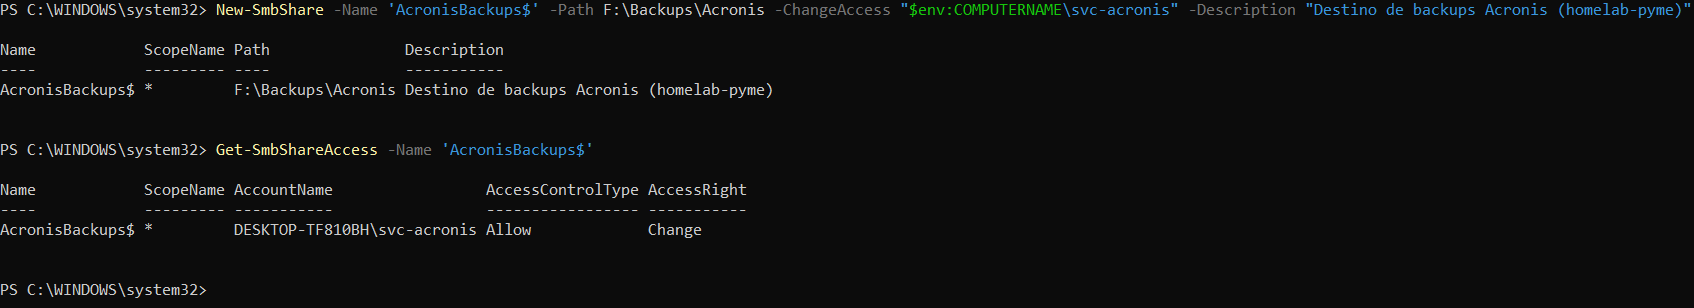 PS C:\WINDOWS\system32> New-SmbShare -Name 'AcronisBackups$' -Path F:\Backups\Acronis -ChangeAccess "$env:COMPUTERNAME\svc-acronis" -Description "Destino de backups Acronis (homelab-pyme)"
Name ScopeName Path Description
---- --------- ---- -----------
AcronisBackups$ * F:\Backups\Acronis Destino de backups Acronis (homelab-pyme)
PS C:\WINDOWS\system32> Get-SmbShareAccess -Name 'AcronisBackups$'
Name ScopeName AccountName AccessControlType AccessRight
---- --------- ----------- ----------------- -----------
AcronisBackups$ * DESKTOP-TF810BH\svc-acronis Allow Change
PS C:\WINDOWS\system32>